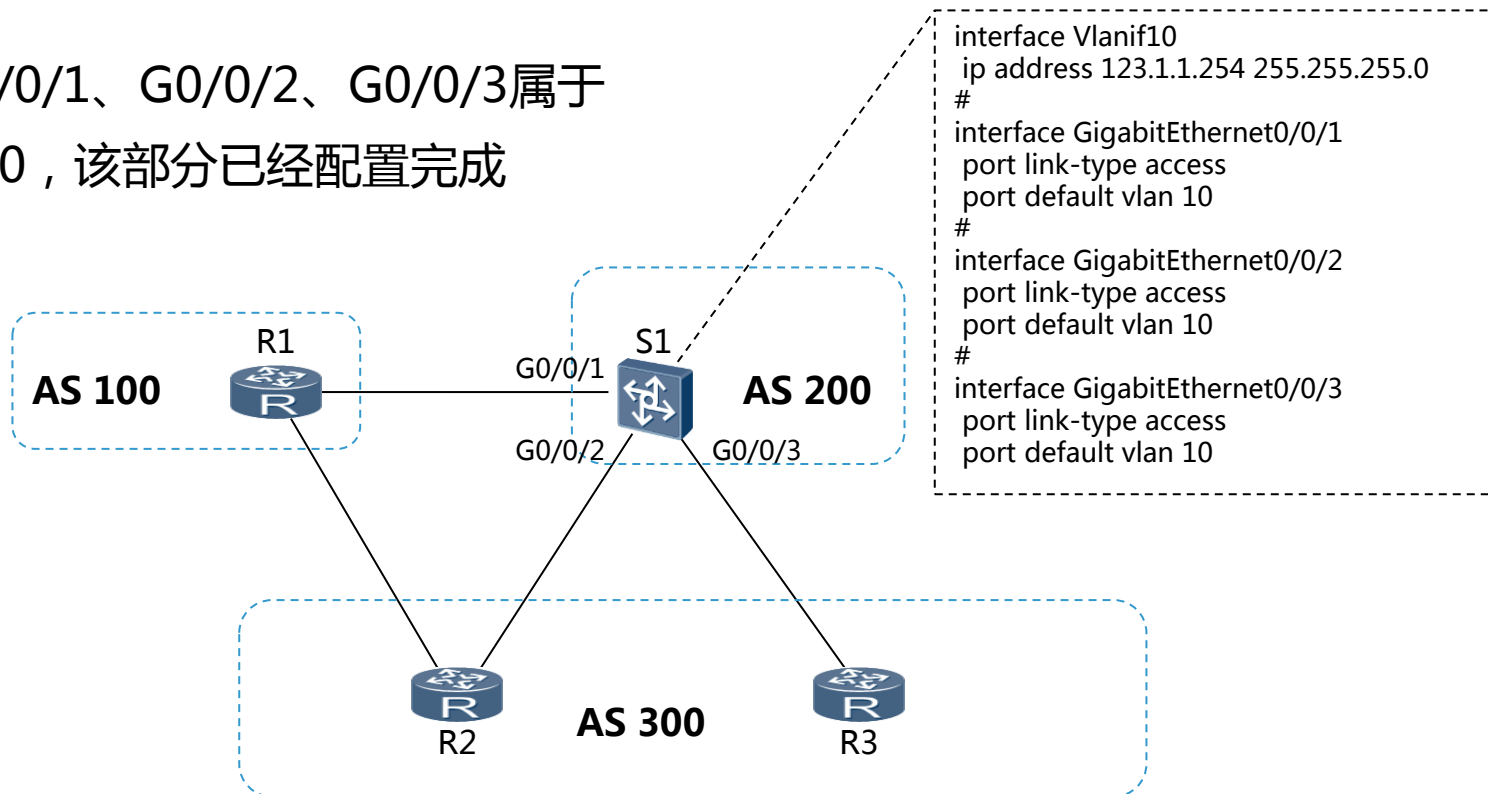 /0/1、G0/0/2、G0/0/3属于
0，该部分已经配置完成
interface Vlanif10
ip address 123.1.1.254 255.255.255.0
#
interface GigabitEthernet0/0/1
port link-type access
port default vlan 10
#
interface GigabitEthernet0/0/2
port link-type access
port default vlan 10
#
interface GigabitEthernet0/0/3
port link-type access
port default vlan 10
R1
AS 100
R
G0/0/1
S1
AS 200
G0/0/2
G0/0/3
R
R2
AS 300
R
R3